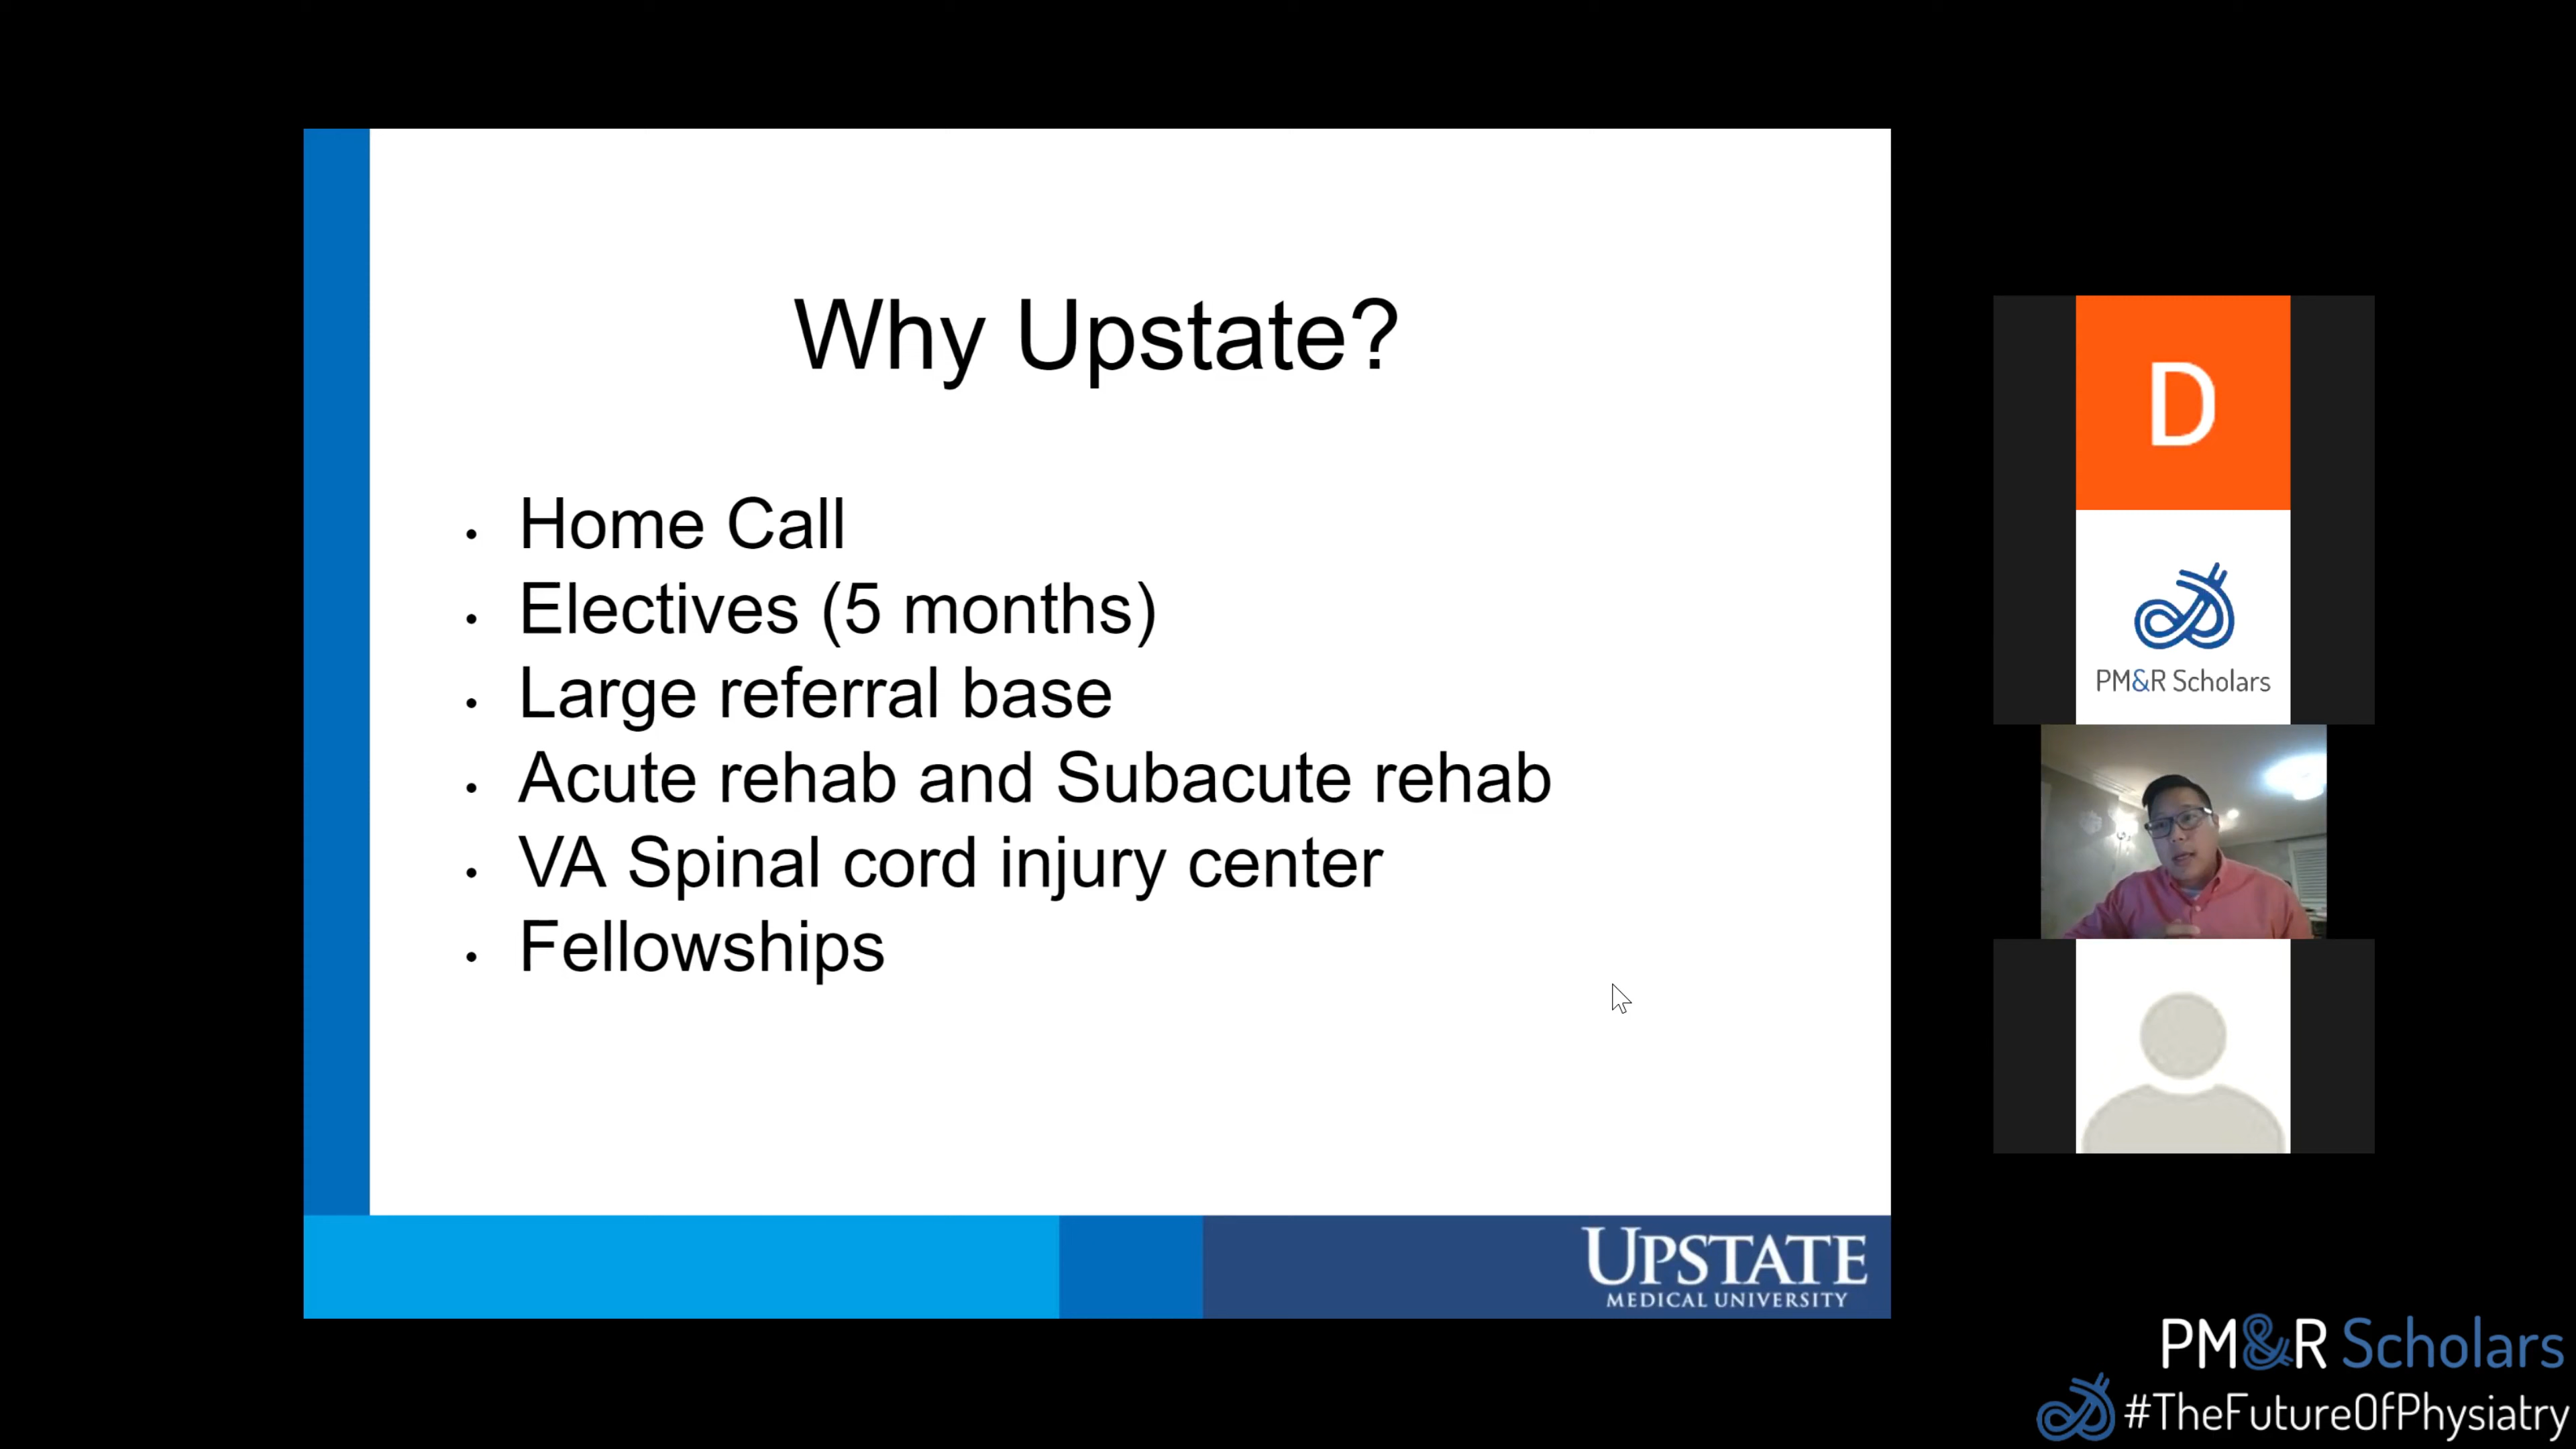 Why Upstate?
• Home Call
• Electives (5 months)
• Large referral base
• Acute rehab and Subacute rehab
• VA Spinal cord injury center
• Fellowships
UPSTATE
MEDICAL UNIVERSITY
D
PM&R Scholars
PM&R Scholars
#TheFutureOfPhysiatry